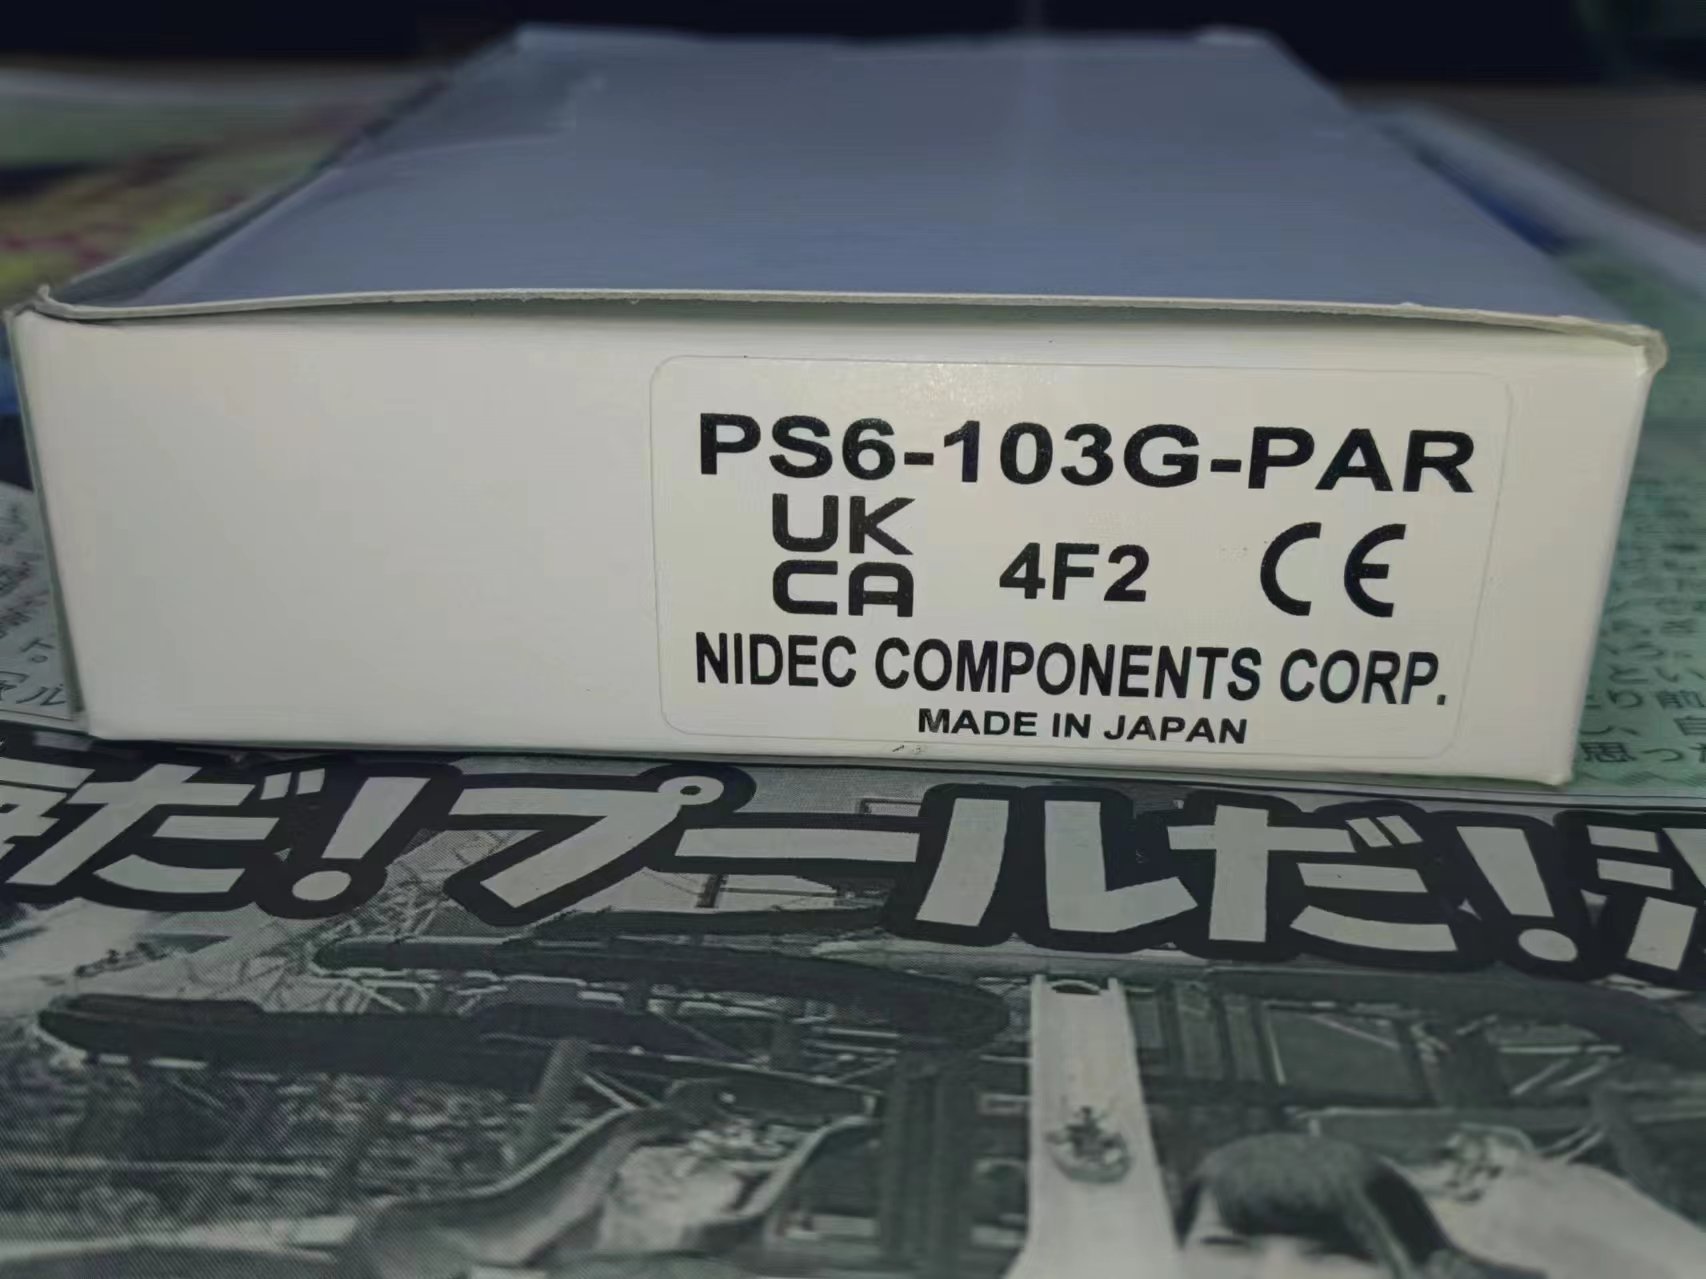 PS6-103G-PAR
UK
CA
4F2
CE
NIDEC COMPONENTS CORP.
MADE IN JAPAN
だ!プールだ!